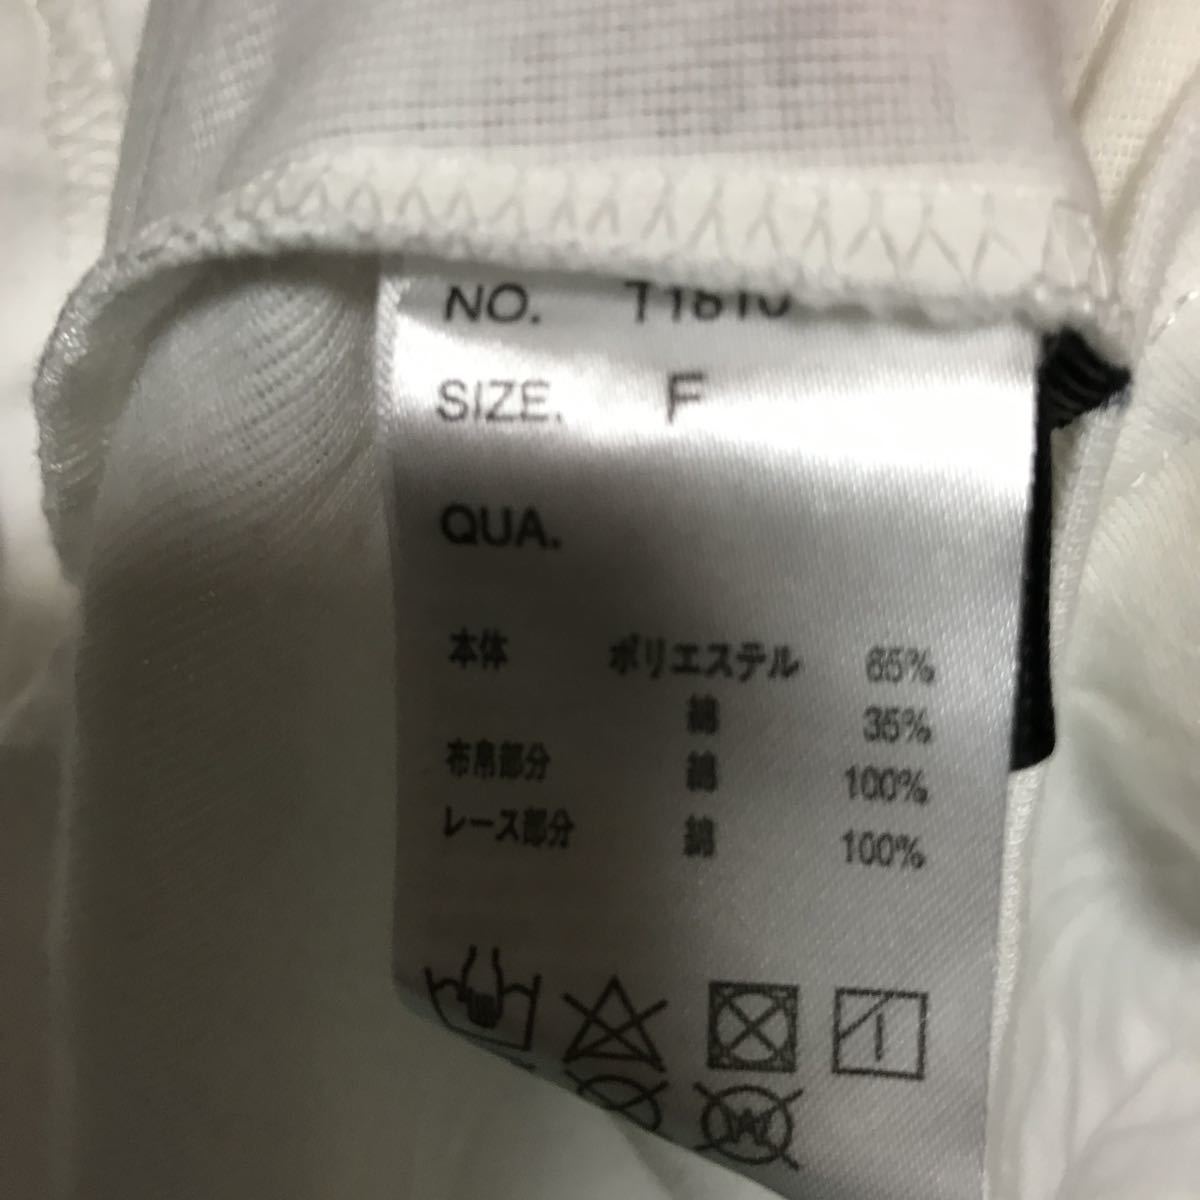 NO. 71810
SIZE. F
QUA.
本体 ポリエステル 65%
綿 35%
布帛部分 綿 100%
レース部分 綿 100%